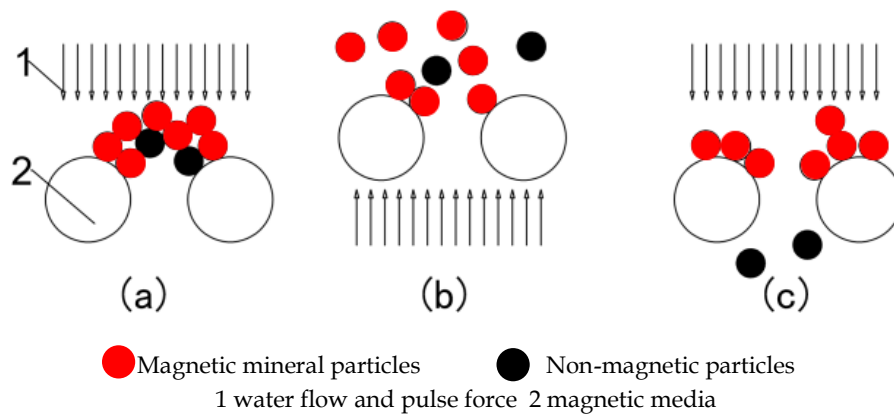 1
2
(a)
(b)
(c)
Magnetic mineral particles Non-magnetic particles
1 water flow and pulse force 2 magnetic media